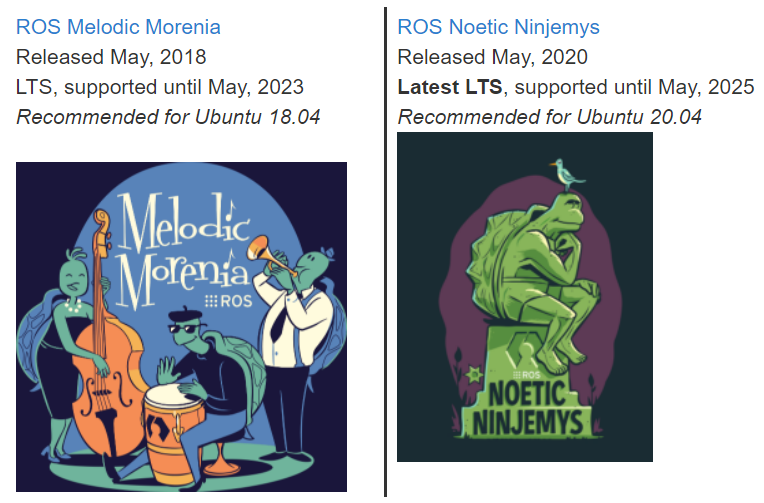 ROS Melodic Morenia
Released May, 2018
LTS, supported until May, 2023
Recommended for Ubuntu 18.04
Melodic
Morenia
ROS
ROS Noetic Ninjemys
Released May, 2020
Latest LTS, supported until May, 2025
Recommended for Ubuntu 20.04
ROS
NOETIC
NINJEMYS